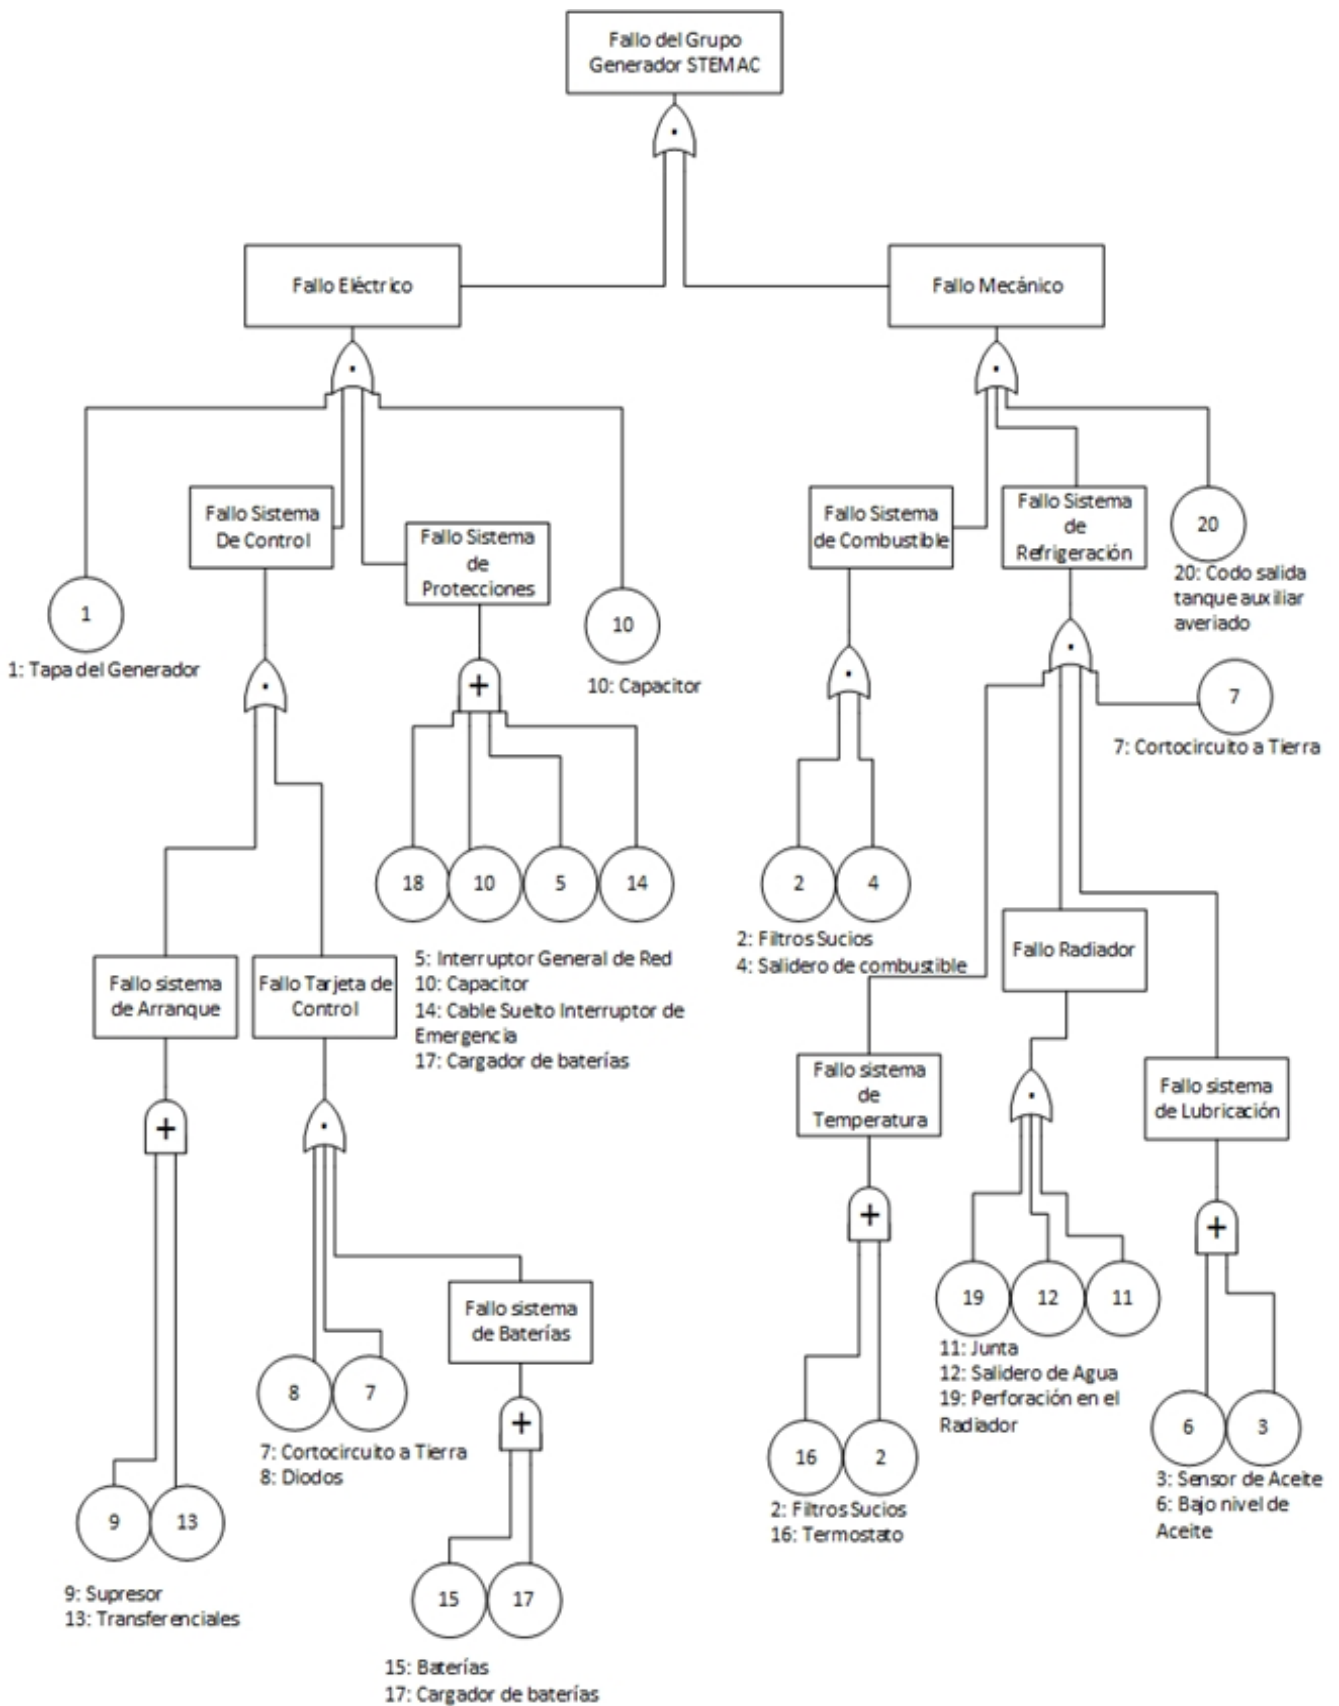 Fallo del Grupo
Generador STEMAC
Fallo Eléctrico
Fallo Mecánico
Fallo Sistema
De Control
Fallo Sistema
de
Protecciones
Fallo Sistema
de Combustible
Fallo Sistema
de
Refrigeración
20
20: Codo salida
tanque auxiliar
averiado
1
1: Tapa del Generador
10
10: Capacitor
+
7
7: Cortocircuito a Tierra
18
10
5
14
5: Interruptor General de Red
10: Capacitor
14: Cable Suelto Interruptor de
Emergencia
17: Cargador de baterías
2
4
2: Filtros Sucios
4: Salidero de combustible
Fallo Radiador
Fallo sistema
de Arranque
Fallo Tarjeta de
Control
Fallo sistema
de
Temperatura
Fallo sistema
de Lubricación
+
+
+
19
12
11
11: Junta
12: Salidero de Agua
19: Perforación en el
Radiador
Fallo sistema
de Baterías
8
7
7: Cortocircuito a Tierra
8: Diodos
+
16
2
2: Filtros Sucios
16: Termostato
6
3
3: Sensor de Aceite
6: Bajo nivel de
Aceite
9
13
9: Supresor
13: Transferenciales
15
17
15: Baterías
17: Cargador de baterías